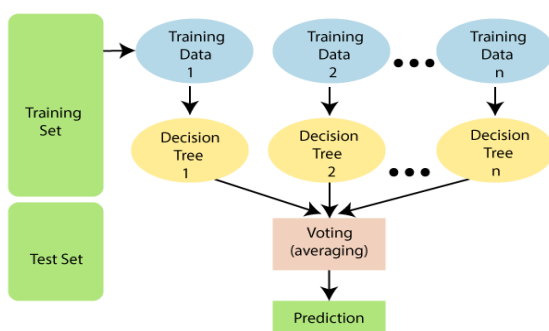 Training
Set
Test Set
Training
Data
1
Training
Data
2
Training
Data
n
Decision
Tree
1
Decision
Tree
2
Decision
Tree
n
Voting
(averaging)
Prediction